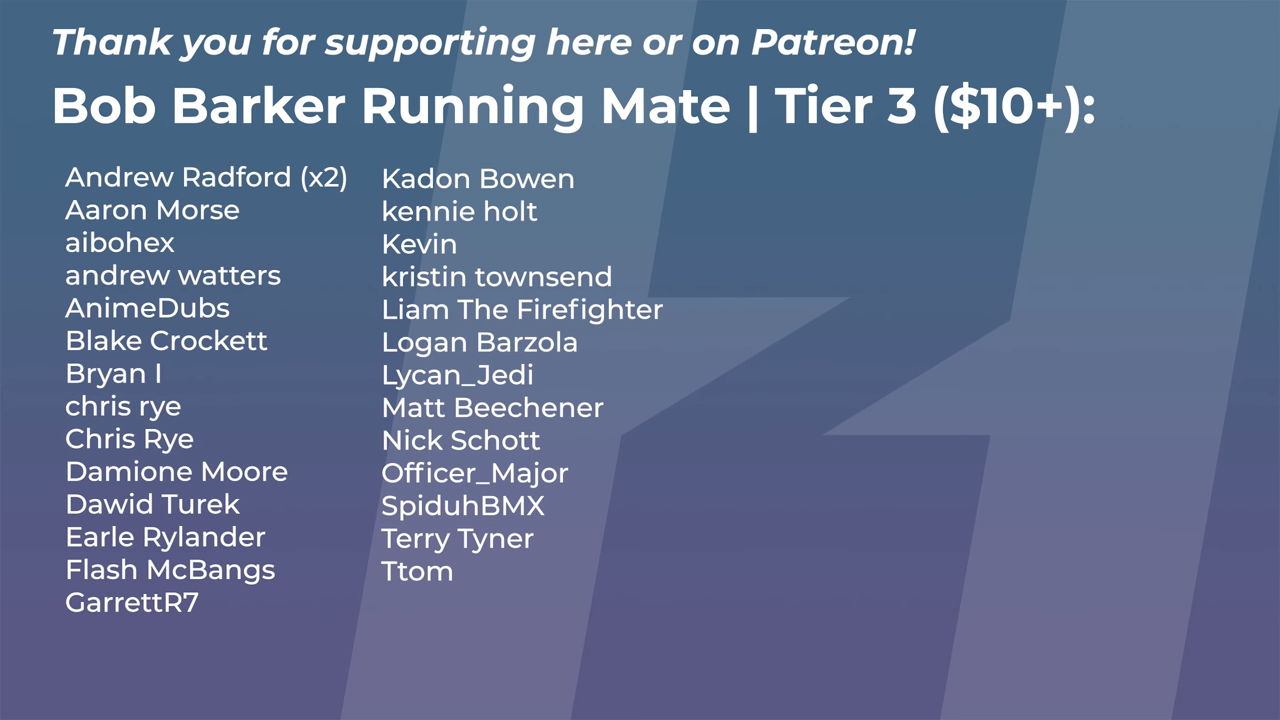 Thank you for supporting here or on Patreon!
Bob Barker Running Mate | Tier 3 ($10+):
Andrew Radford (x2)
Aaron Morse
aibohex
andrew watters
AnimeDubs
Blake Crockett
Bryan I
chris rye
Chris Rye
Damione Moore
Dawid Turek
Earle Rylander
Flash McBangs
GarrettR7
Kadon Bowen
kennie holt
Kevin
kristin townsend
Liam The Firefighter
Logan Barzola
Lycan_Jedi
Matt Beechener
Nick Schott
Officer_Major
SpiduhBMX
Terry Tyner
Ttom